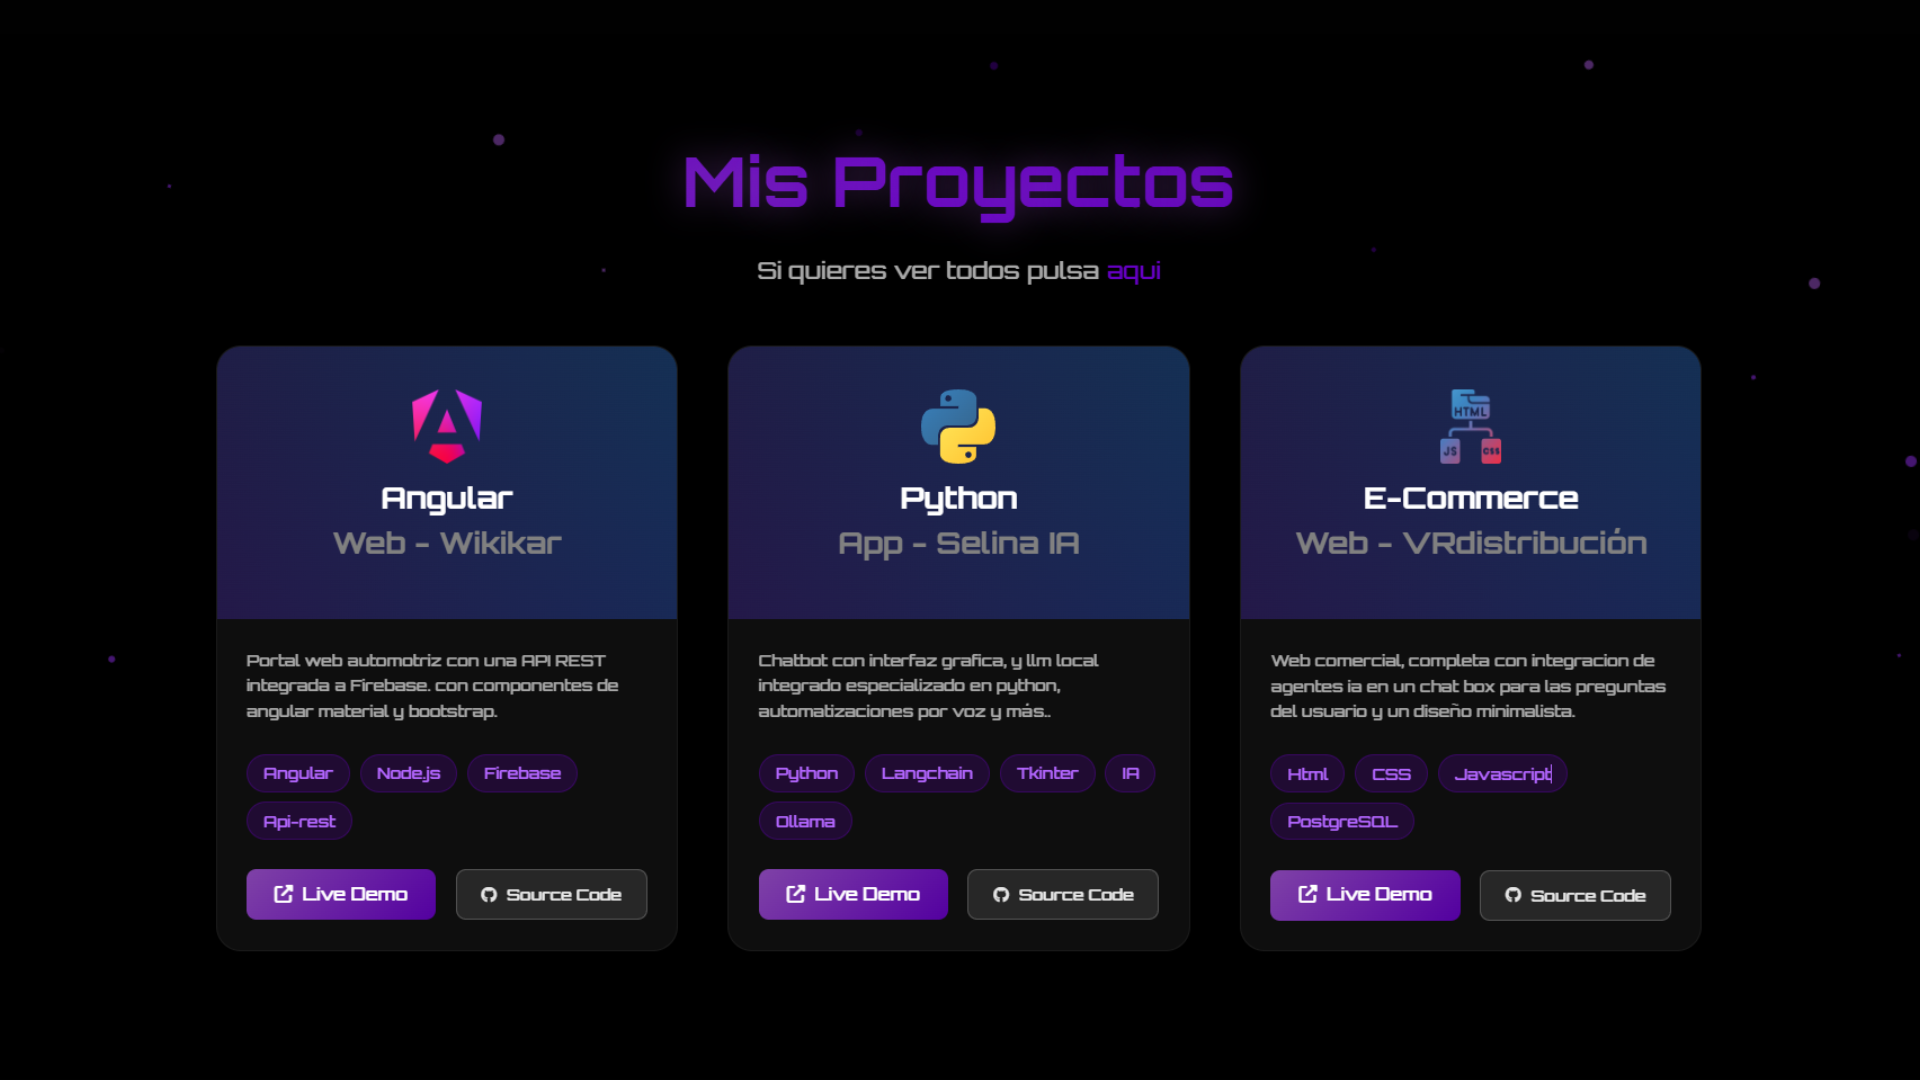 Mis Proyectos
Si quieres ver todos pulsa aqui
Angular
Web - Wikikar
Portal web automotriz con una API REST
integrada a Firebase. con componentes de
angular material y bootstrap.
Angular Node.js Firebase
Api-rest
Live Demo Source Code
Python
App - Selina IA
Chatbot con interfaz grafica, y llm local
integrado especializado en python,
automatizaciones por voz y más..
Python Langchain Tkinter IA
Ollama
Live Demo Source Code
HTML
JS CSS
E-Commerce
Web - VRdistribución
Web comercial, completa con integracion de
agentes ia en un chat box para las preguntas
del usuario y un diseño minimalista.
Html CSS Javascript
PostgreSQL
Live Demo Source Code